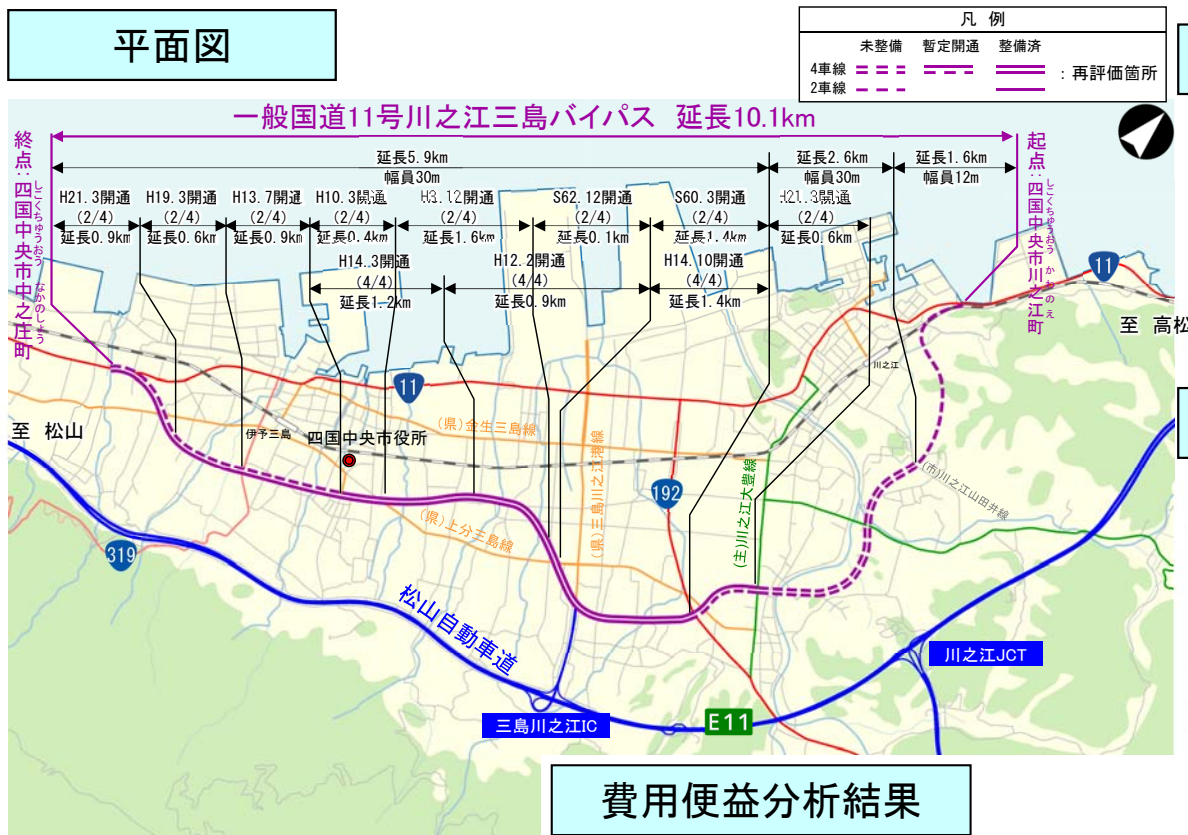 平面図
凡 例
未整備 暫定開通 整備済
4車線
2車線
：再評価箇所
一般国道11号川之江三島バイパス 延長10.1km
終点：四国中央市中之庄町
しこくちゅうおう なかのしょう
起点：四国中央市川之江町
しこくちゅうおう かわのえ
延長5.9km
幅員30m
延長2.6km
幅員30m
延長1.6km
幅員12m
H21.3開通
(2/4)
延長0.9km
H19.3開通
(2/4)
延長0.6km
H13.7開通
(2/4)
延長0.9km
H10.3開通
(2/4)
延長0.4km
H3.12開通
(2/4)
延長1.6km
S62.12開通
(2/4)
延長0.1km
S60.3開通
(2/4)
延長1.4km
H21.3開通
(2/4)
延長0.6km
H14.3開通
(4/4)
延長1.2km
H12.2開通
(4/4)
延長0.9km
H14.10開通
(4/4)
延長1.4km
11
至 高松
川之江
11
至 松山
伊予三島
四国中央市役所
(県)金生三島線
(県)三島川之江港線
192
(主)川之江大豊線
(市)川之江山田井線
(県)上分三島線
319
松山自動車道
川之江JCT
三島川之江IC
E11
費用便益分析結果